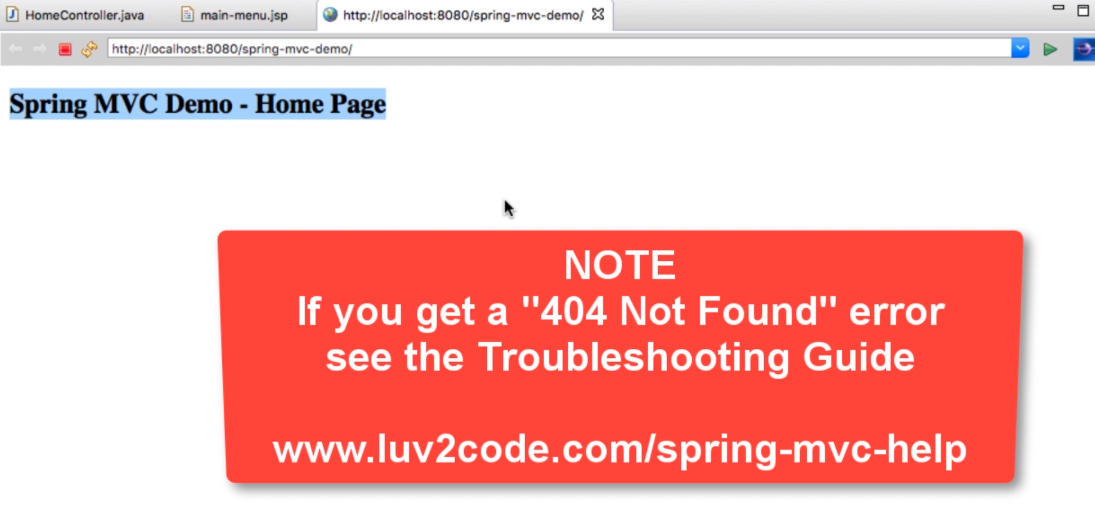 HomeController.java
main-menu.jsp
http://localhost:8080/spring-mvc-demo/
http://localhost:8080/spring-mvc-demo/
Spring MVC Demo - Home Page
NOTE
If you get a "404 Not Found" error
see the Troubleshooting Guide
www.luv2code.com/spring-mvc-help